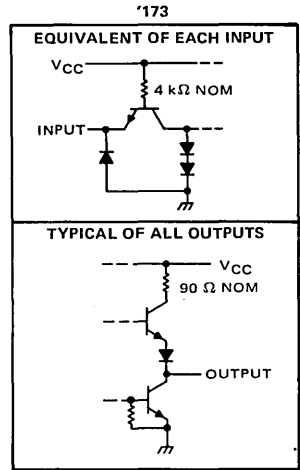 '173
EQUIVALENT OF EACH INPUT
VCC
4 kΩ NOM
INPUT
TYPICAL OF ALL OUTPUTS
VCC
90 Ω NOM
OUTPUT